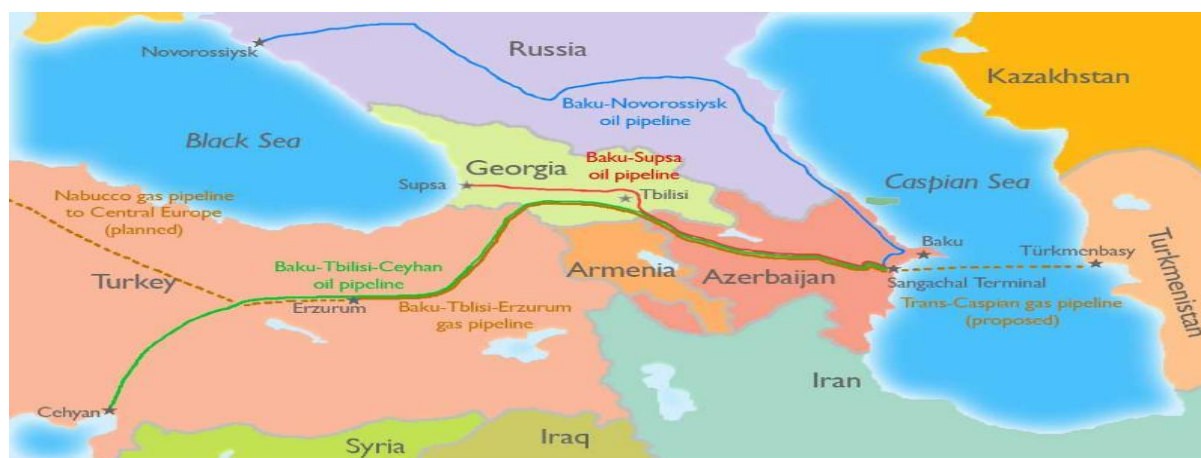 Novorossiysk
Russia
Kazakhstan
Baku-Novorossiysk
oil pipeline
Black Sea
Georgia
Baku-Supsa
oil pipeline
Supsa
Tbilisi
Caspian Sea
Nabucco gas pipeline
to Central Europe
(planned)
Baku
Türkmenbasy
Turkey
Baku-Tbilisi-Ceyhan
oil pipeline
Armenia
Azerbaijan
Sangachal Terminal
Turkmenistan
Erzurum
Baku-Tblisi-Erzurum
gas pipeline
Trans-Caspian gas pipeline
(proposed)
Iran
Cehyan
Syria
Iraq